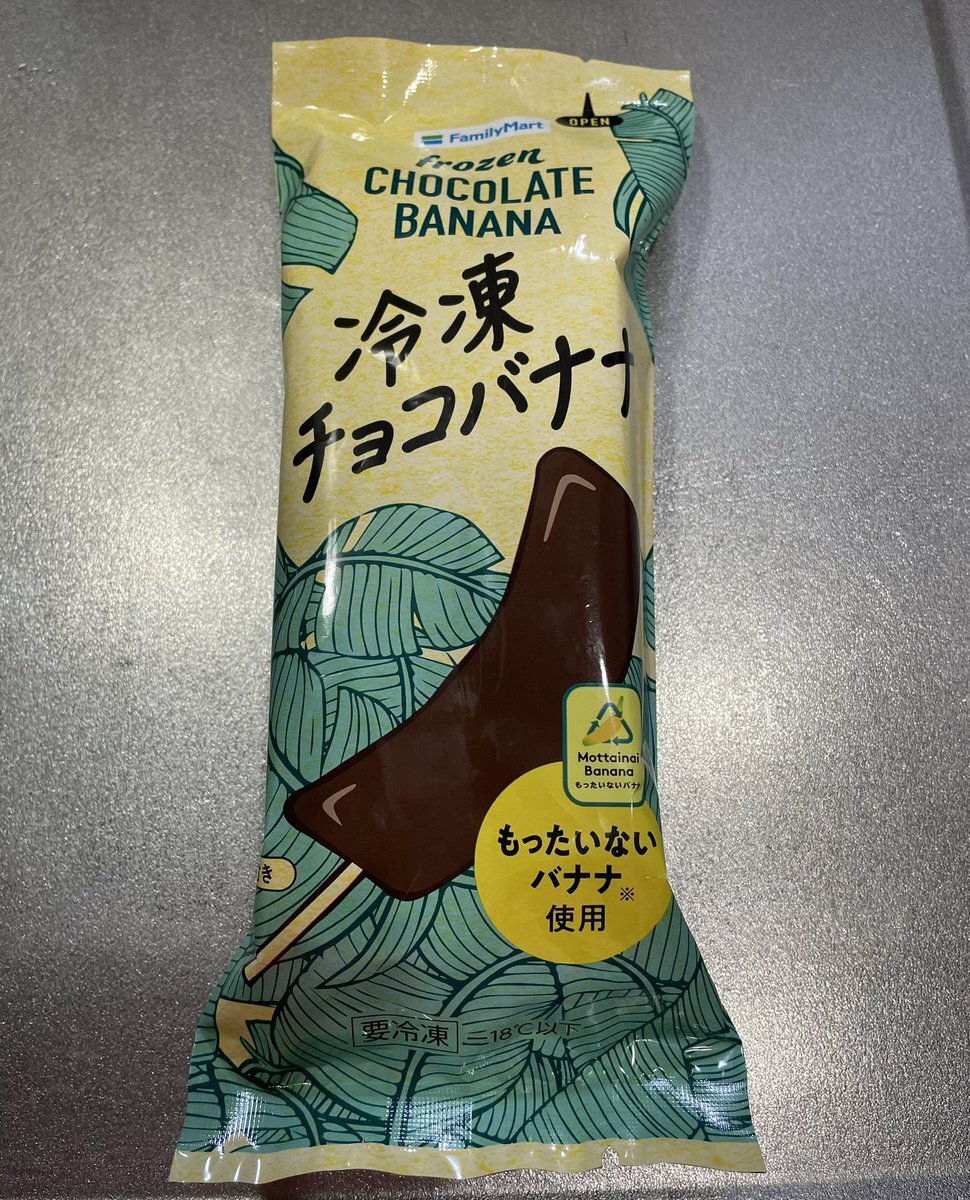 OPEN
FamilyMart
frozen
CHOCOLATE
BANANA
冷凍
チョコバナナ
Mottainai
Banana
もったいないバナナ
もったいない
バナナ※
使用
き
要冷凍 -18℃以下